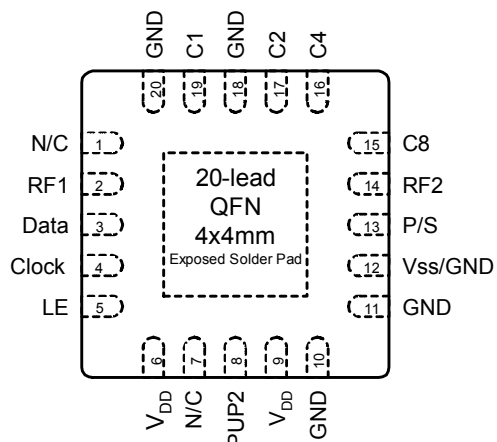 GND C1 GND C2 C4
20 19 18 17 16
N/C 1
RF1 2
Data 3
Clock 4
LE 5
20-lead
QFN
4x4mm
Exposed Solder Pad
15 C8
14 RF2
13 P/S
12 Vss/GND
11 GND
6 7 8 9 10
VDD N/C PUP2 VDD GND